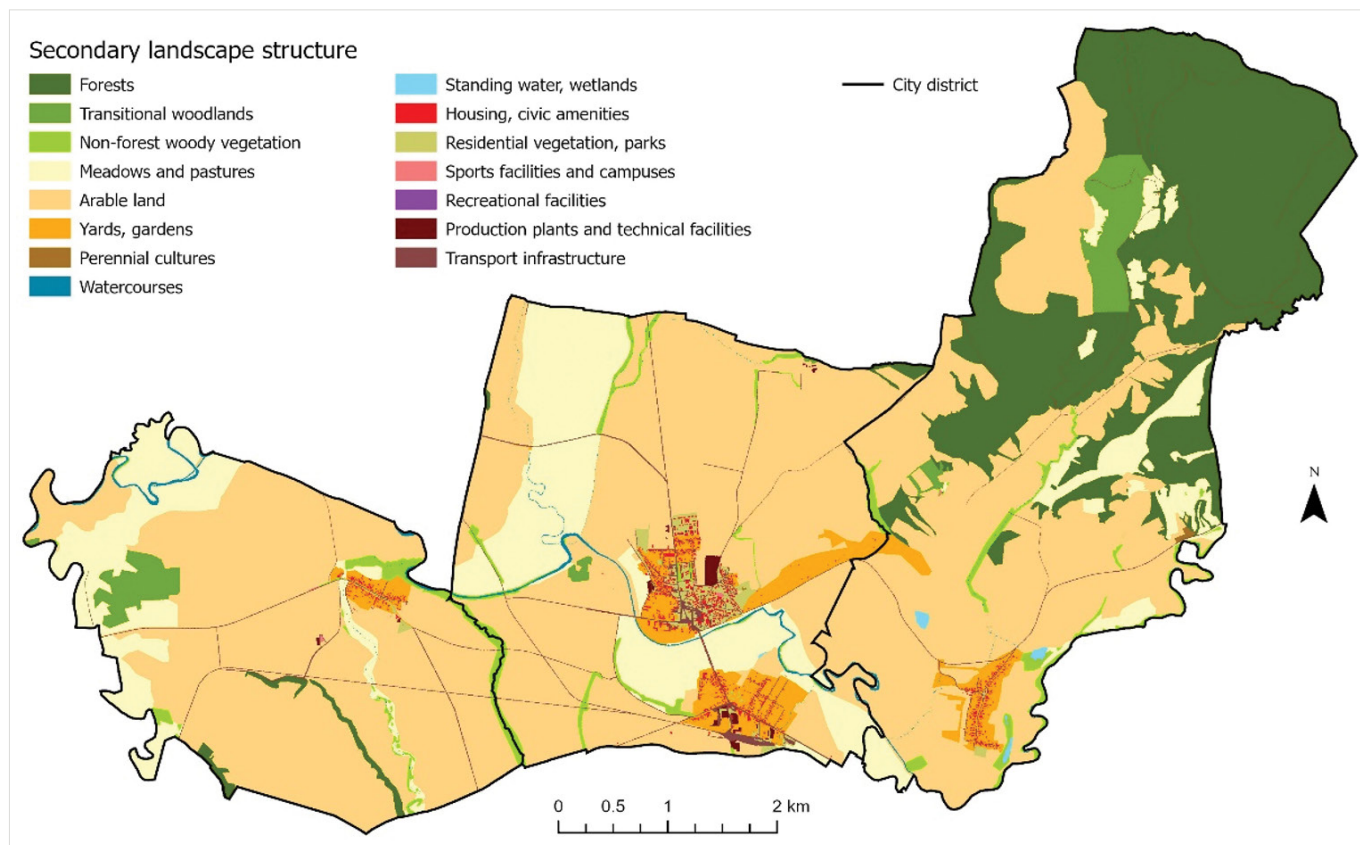 Secondary landscape structure
Forests
Transitional woodlands
Non-forest woody vegetation
Meadows and pastures
Arable land
Yards, gardens
Perennial cultures
Watercourses
Standing water, wetlands
Housing, civic amenities
Residential vegetation, parks
Sports facilities and campuses
Recreational facilities
Production plants and technical facilities
Transport infrastructure
City district
N
0 0.5 1 2 km